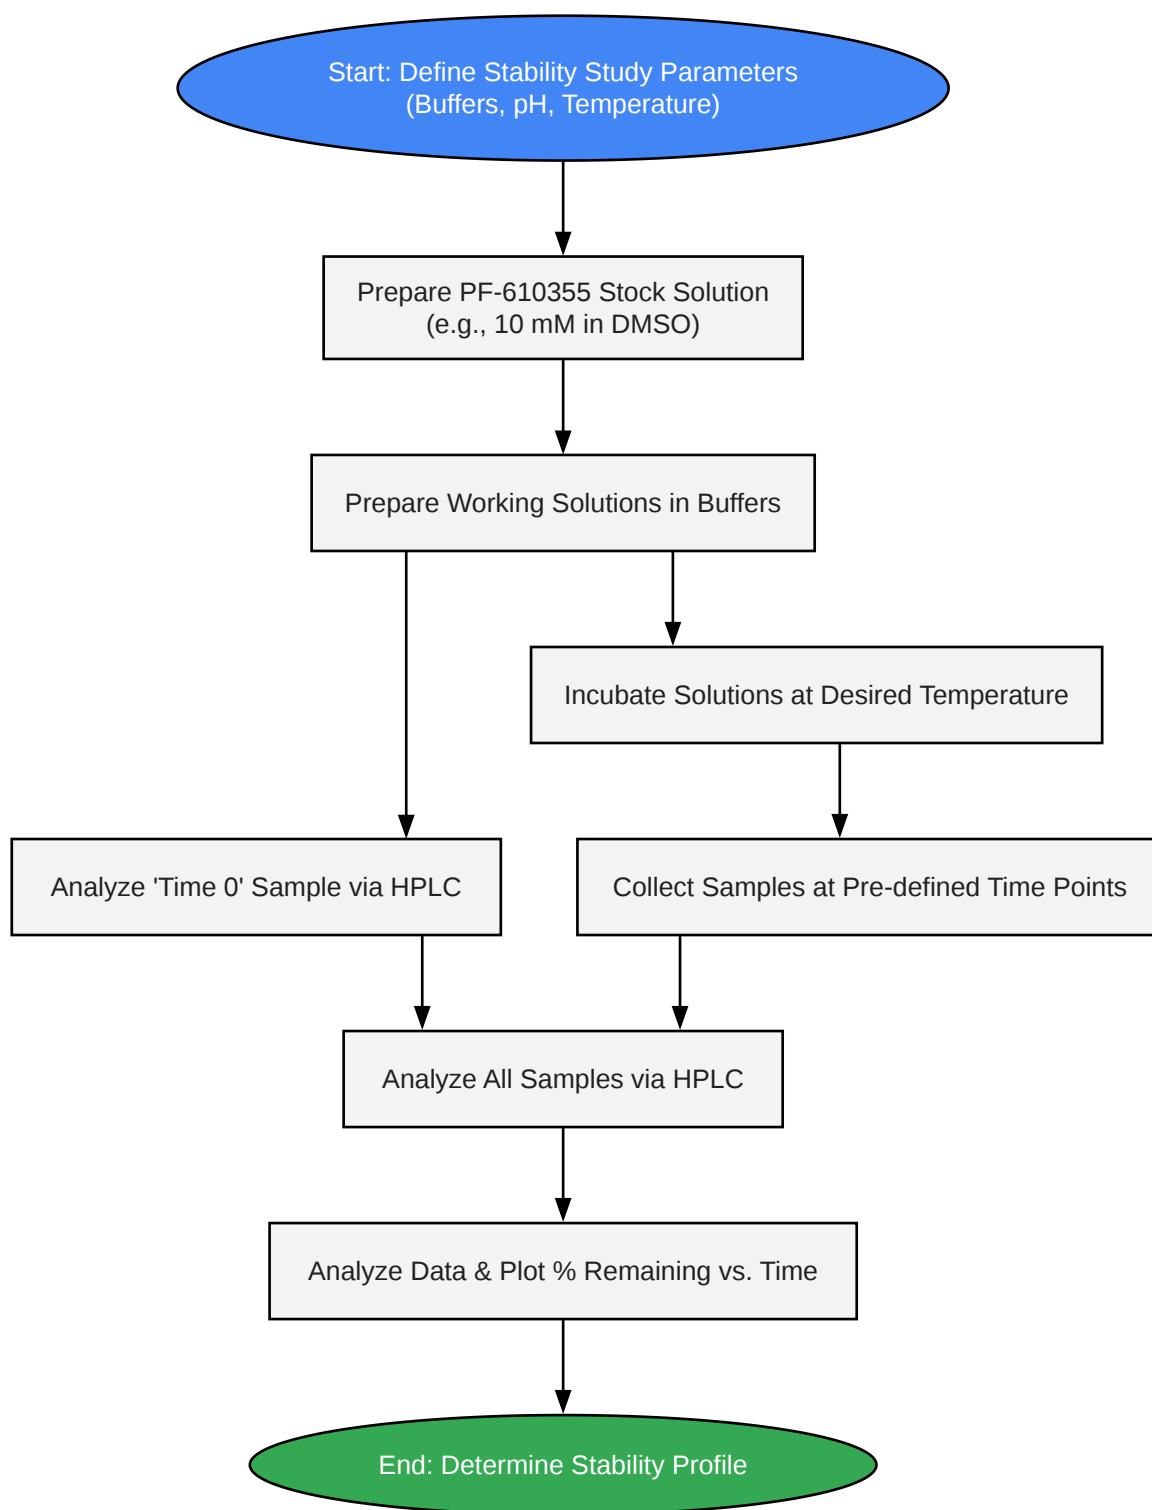 Start: Define Stability Study Parameters
(Buffers, pH, Temperature)
Prepare PF-610355 Stock Solution
(e.g., 10 mM in DMSO)
Prepare Working Solutions in Buffers
Incubate Solutions at Desired Temperature
Analyze 'Time 0' Sample via HPLC
Collect Samples at Pre-defined Time Points
Analyze All Samples via HPLC
Analyze Data & Plot % Remaining vs. Time
End: Determine Stability Profile